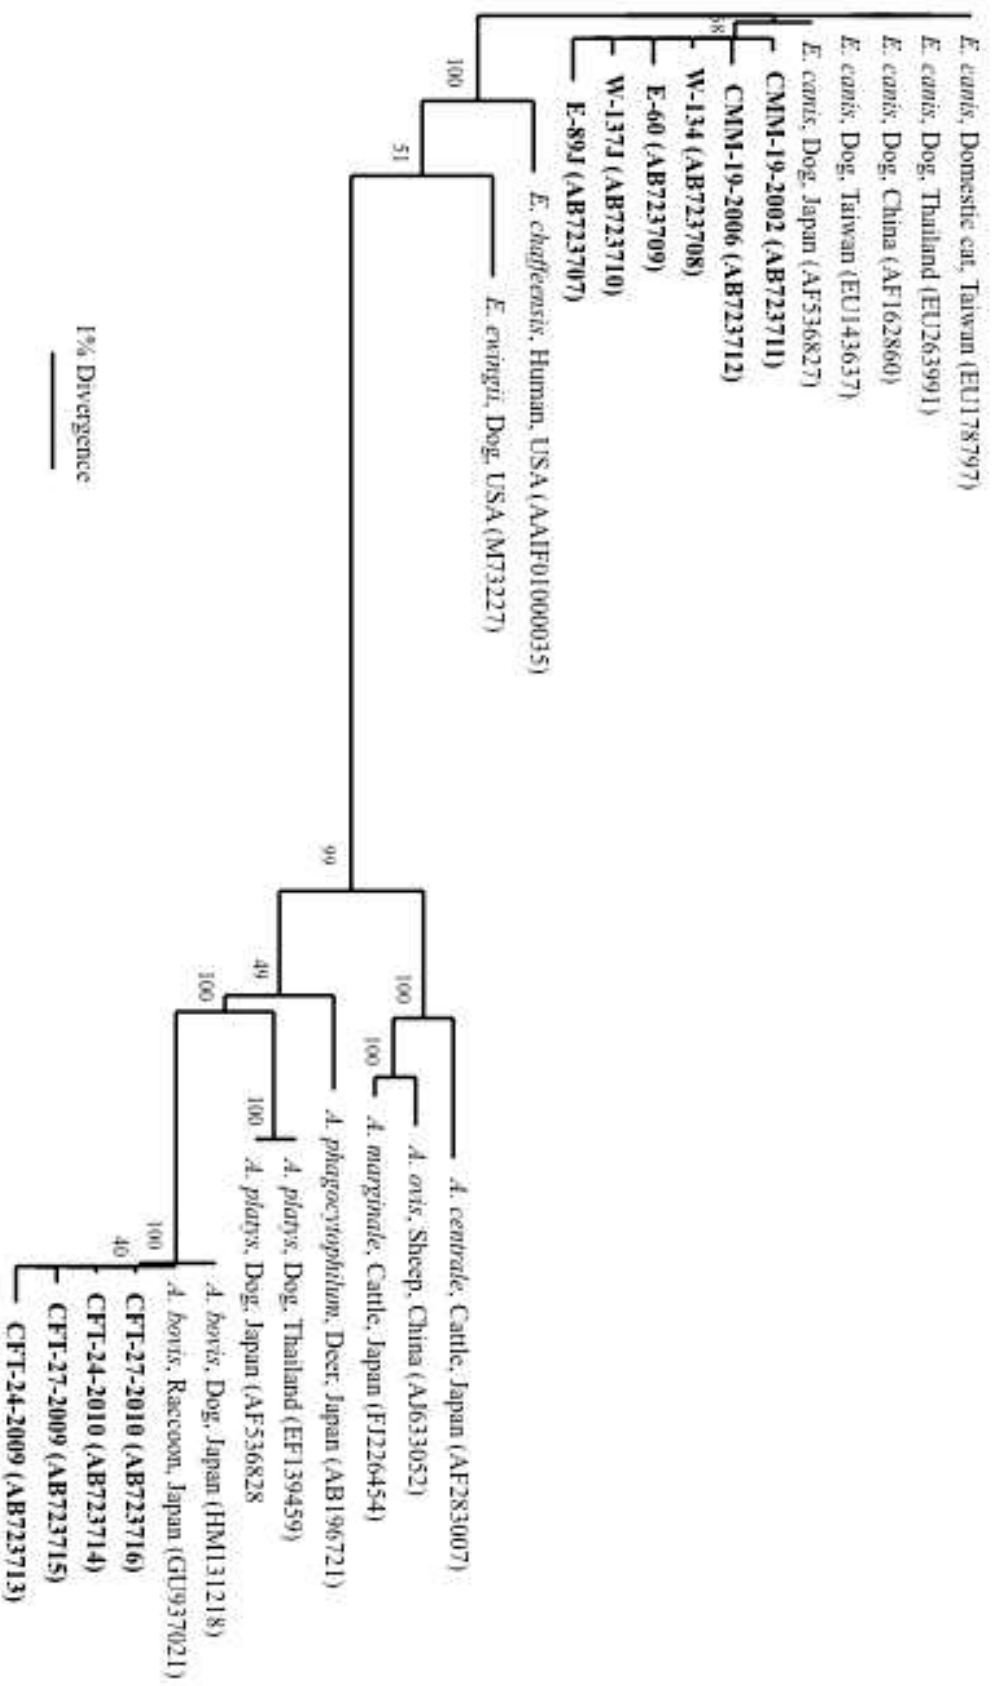 E. canis, Domestic cat, Taiwan (EU178797)
E. canis, Dog, Thailand (EU263991)
E. canis, Dog, China (AF162860)
E. canis, Dog, Taiwan (EU143637)
E. canis, Dog, Japan (AF536827)
CMM-19-2002 (AB723711)
58
CMM-19-2006 (AB723712)
W-134 (AB723708)
E-60 (AB723709)
W-137J (AB723710)
E-89J (AB723707)
100
E. chaffeensis, Human, USA (AAIF01000035)
51
E. ewingii, Dog, USA (M73227)
99
A. centrale, Cattle, Japan (AF283007)
100
A. ovis, Sheep, China (AJ633052)
100
A. marginale, Cattle, Japan (FJ226454)
A. phagocytophilum, Deer, Japan (AB196721)
49
A. platys, Dog, Thailand (EF139459)
100
A. platys, Dog, Japan (AF536828
100
A. bovis, Dog, Japan (HM131218)
100
A. bovis, Raccoon, Japan (GU937021)
40
CFT-27-2010 (AB723716)
CFT-24-2010 (AB723714)
CFT-27-2009 (AB723715)
CFT-24-2009 (AB723713)
1% Divergence